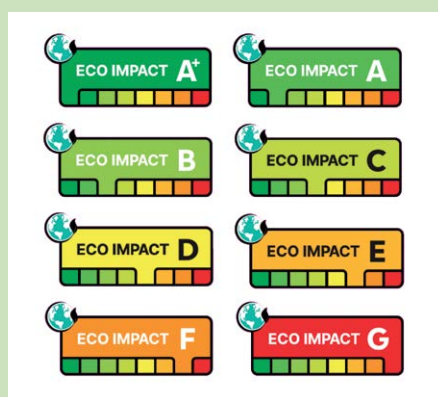 ECO IMPACT A+
ECO IMPACT A
ECO IMPACT B
ECO IMPACT C
ECO IMPACT D
ECO IMPACT E
ECO IMPACT F
ECO IMPACT G